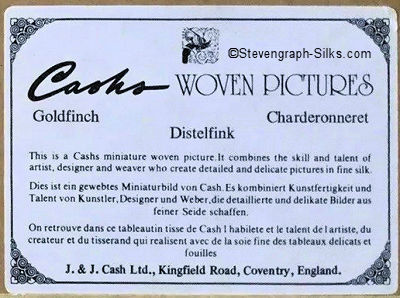 ©Stevengraph-Silks.com
Cashs WOVEN PICTURES
Goldfinch Charderonneret
Distelfink
This is a Cashs miniature woven picture.It combines the skill and talent of
artist, designer and weaver who create detailed and delicate pictures in fine silk.
Dies ist ein gewebtes Miniaturbild von Cash.Es kombiniert Kunstfertigkeit und
Talent von Kunstler,Designer und Weber,die detaillierte und delikate Bilder aus
feiner Seide schaffen.
On retrouve dans ce tableautin tisse de Cash l habilete et le talent de l artiste, du
createur et du tisserand qui realisent avec de la soie fine des tableaux delicats et
fouilles
J. & J. Cash Ltd., Kingfield Road, Coventry, England.